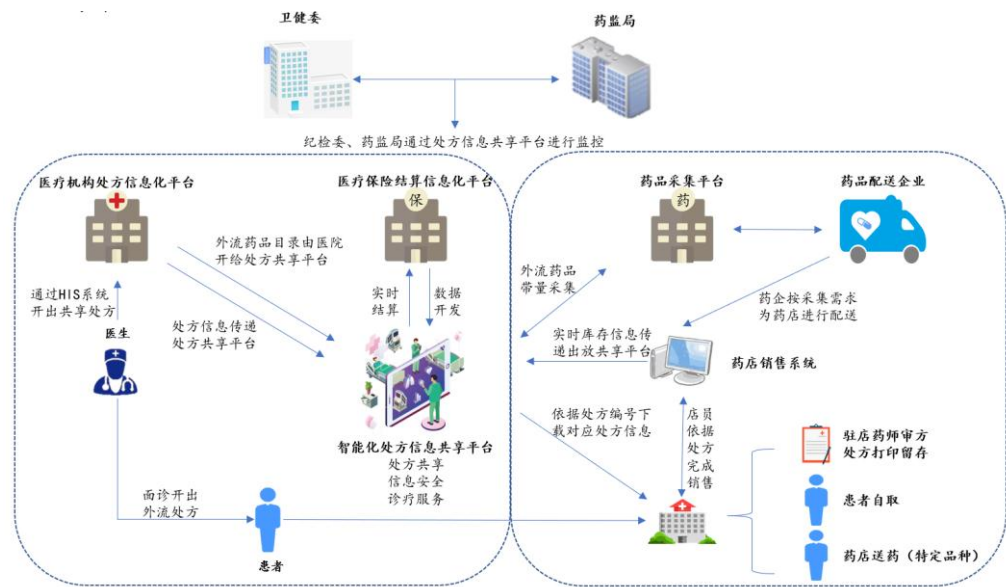 卫健委
药监局
纪检委、药监局通过处方信息共享平台进行监控
医疗机构处方信息化平台
医疗保险结算信息化平台
药品采集平台
药品配送企业
保
药
外流药品目录由医院
开给处方共享平台
通过HIS系统
开出共享处方
医生
处方信息传递
处方共享平台
实时
结算
数据
开发
外流药品
带量采集
药企按采集需求
为药店进行配送
实时库存信息传
递出放共享平台
药店销售系统
智能化处方信息共享平台
处方共享
信息安全
诊疗服务
依据处方编号下
载对应处方信息
店员
依据
处方
完成
销售
驻店药师审方
处方打印留存
面诊开出
外流处方
患者
患者自取
药店送药（特定品种）